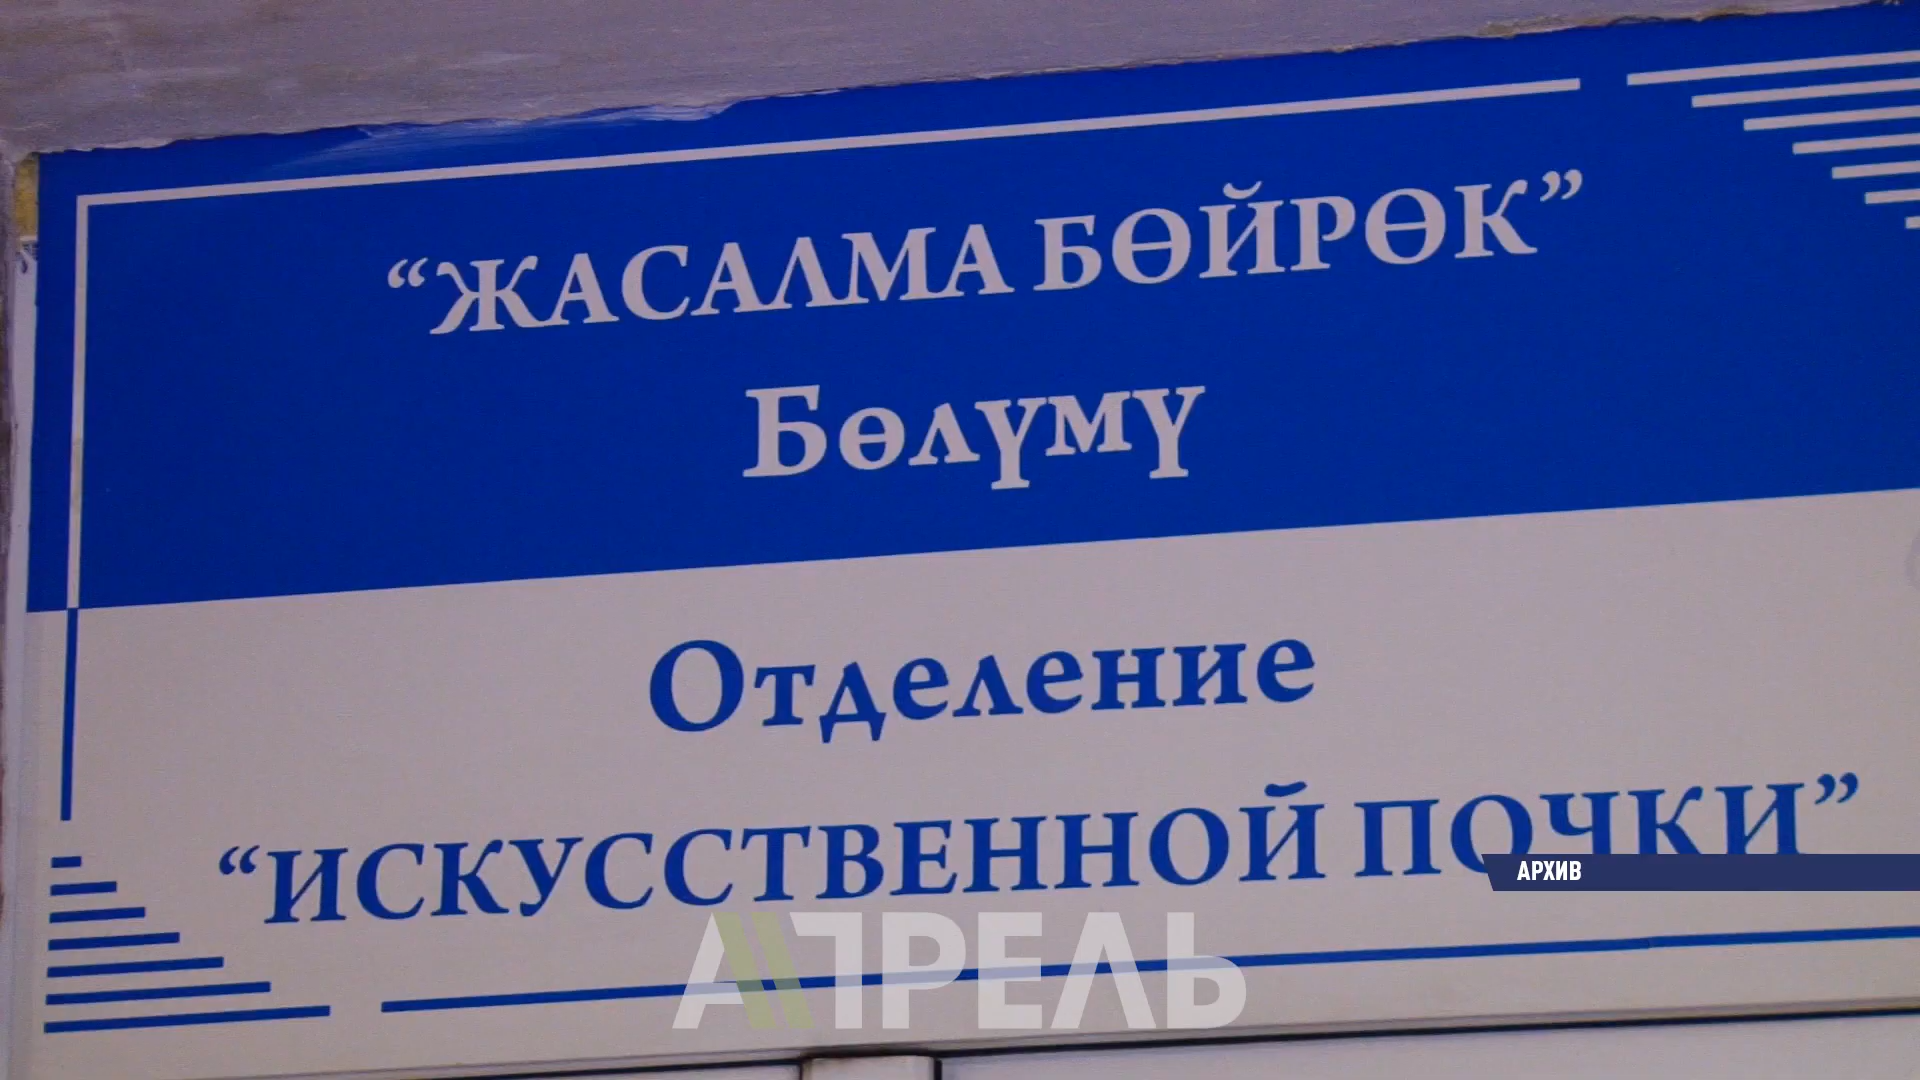 “ЖАСАЛМА БӨЙРӨК”
Бөлүмү
Отделение
“ИСКУССТВЕННОЙ ПОЧКИ”
АРХИВ
АПРЕЛЬ